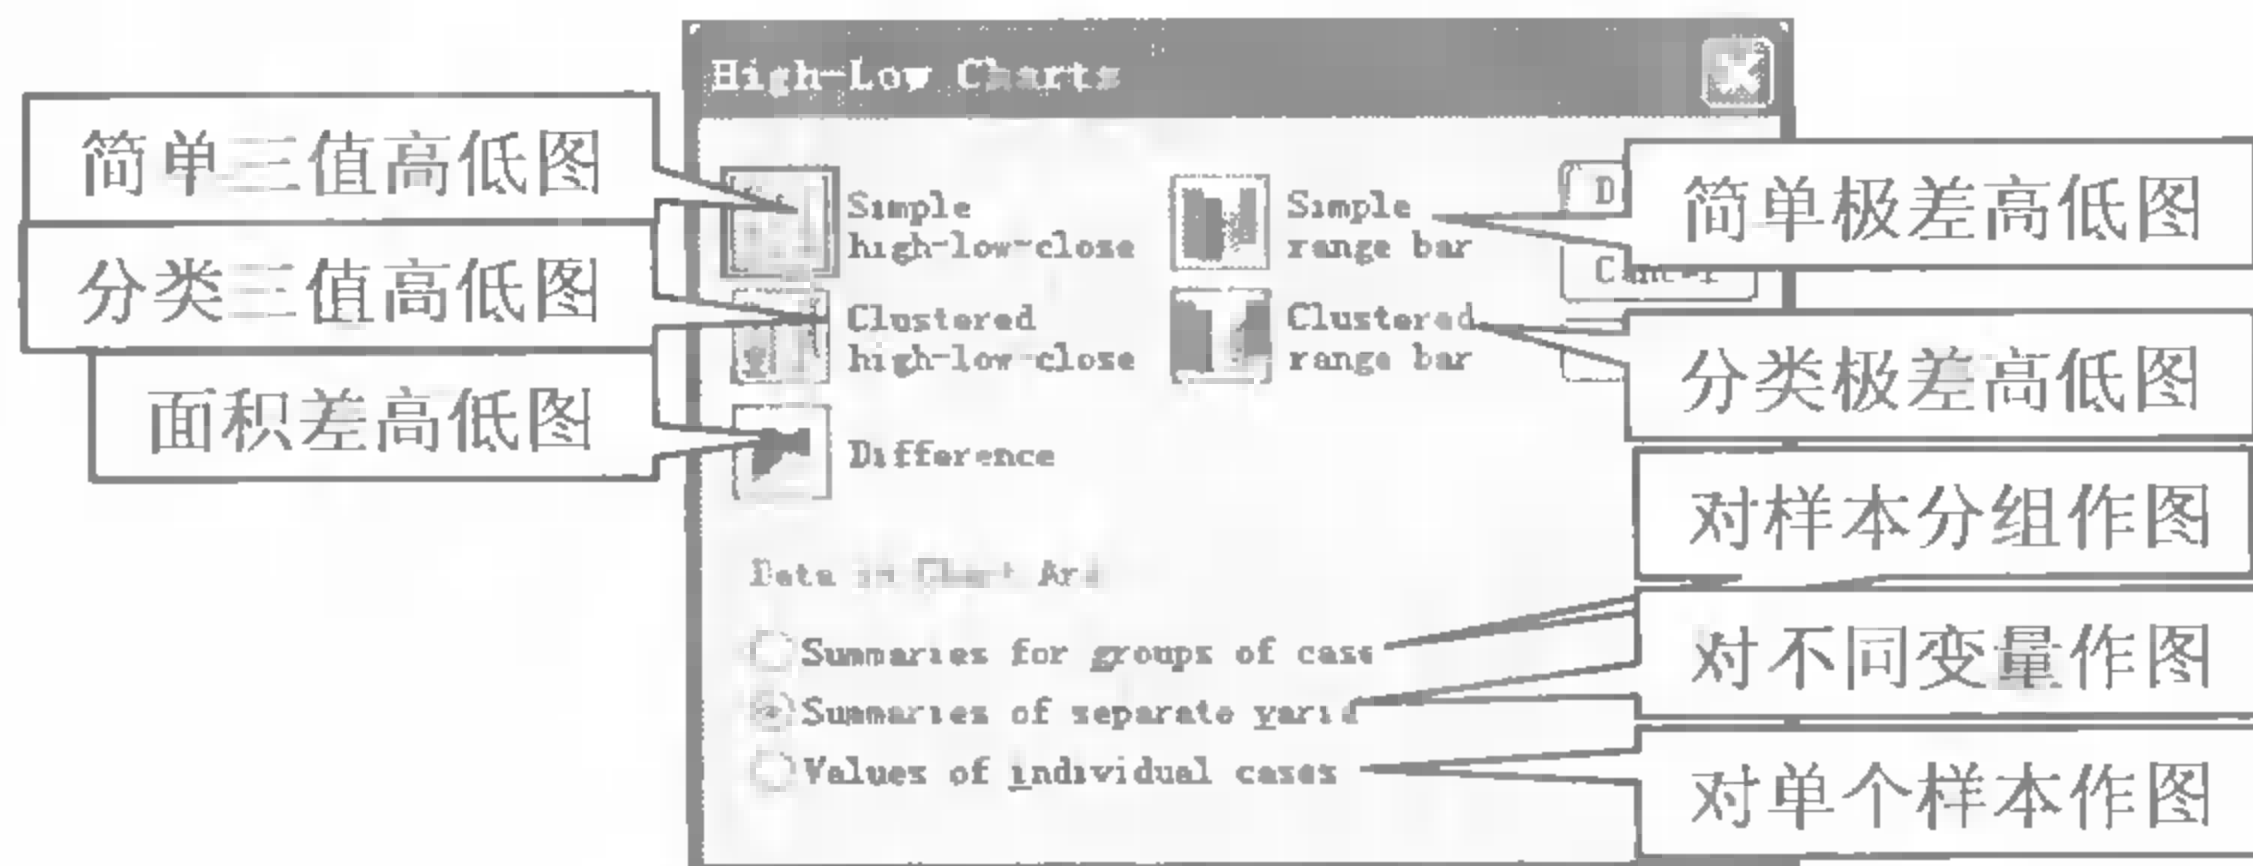 High-Low Charts
简单三值高低图
分类三值高低图
面积差高低图
Simple
high-low-close
Simple
range bar
D
简单极差高低图
Clustered
high-low-close
Clustered
range bar
分类极差高低图
Difference
对样本分组作图
Data
Summaries for groups of case
对不同变量作图
Summaries of separate
Values of individual cases
对单个样本作图